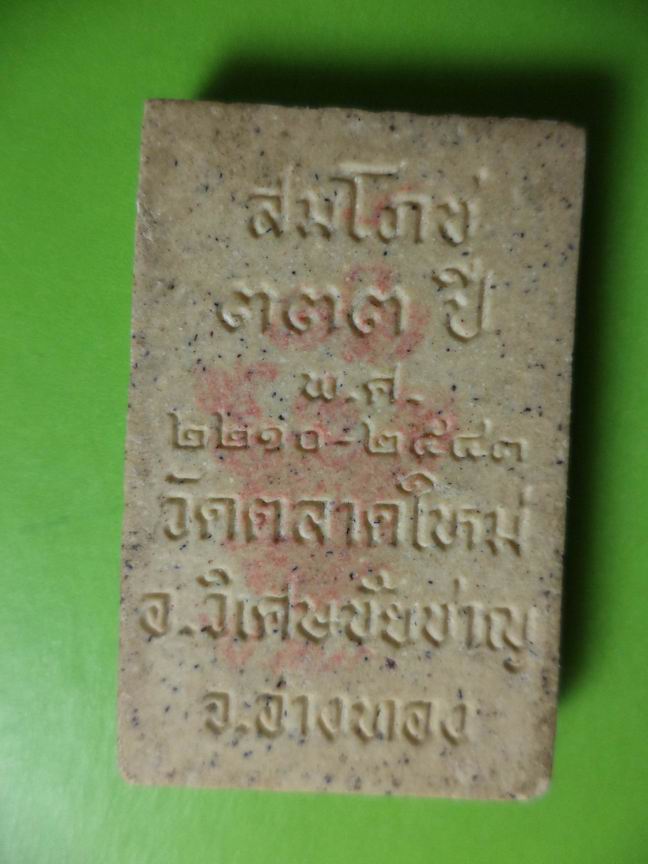 สมโภช
๓๓๓ ปี
พ.ศ.
๒๒๑๐-๒๕๔๓
วัดตลาดใหม่
อ.วิเศษชัยชาญ
จ.อ่างทอง